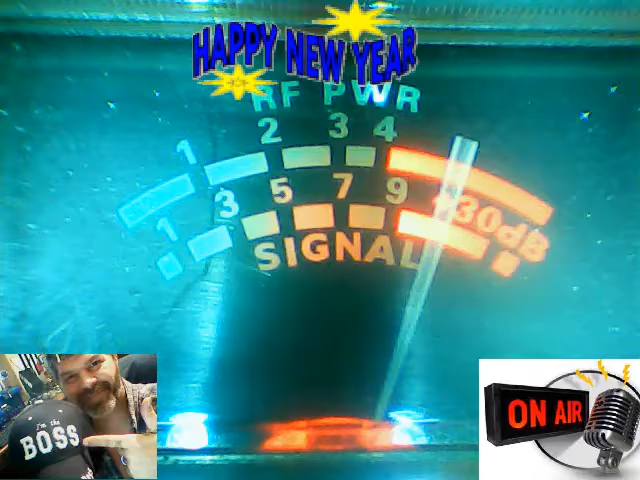 HAPPY NEW YEAR
RF PWR
1 2 3 4
1 3 5 7 9 30dB
SIGNAL
I'm the
BOSS
ON AIR